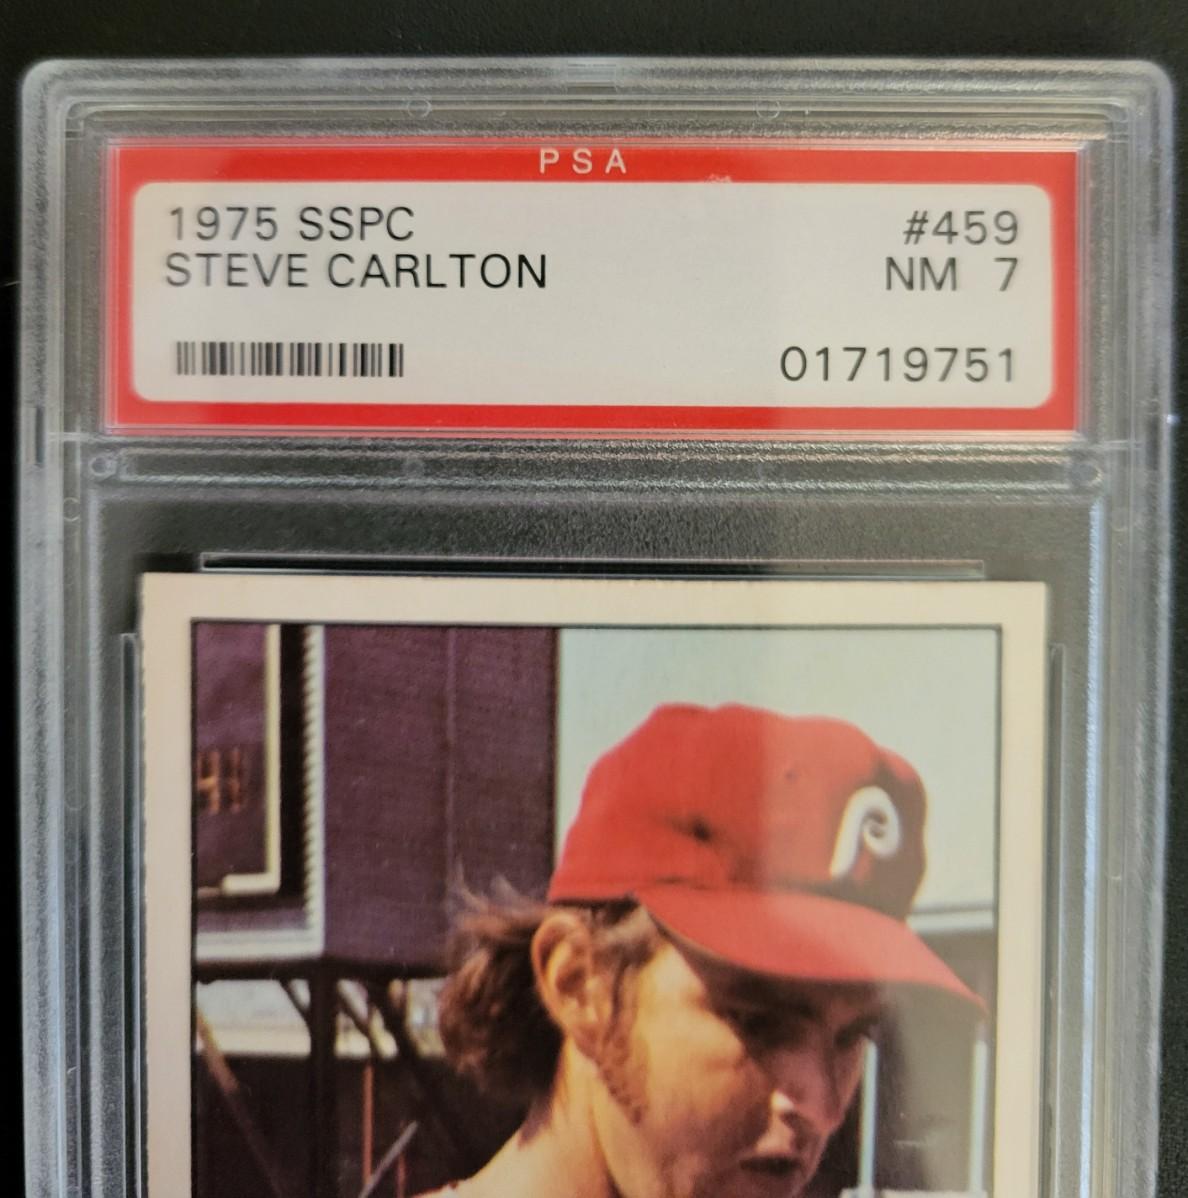 PSA
1975 SSPC #459
STEVE CARLTON NM 7
01719751
P